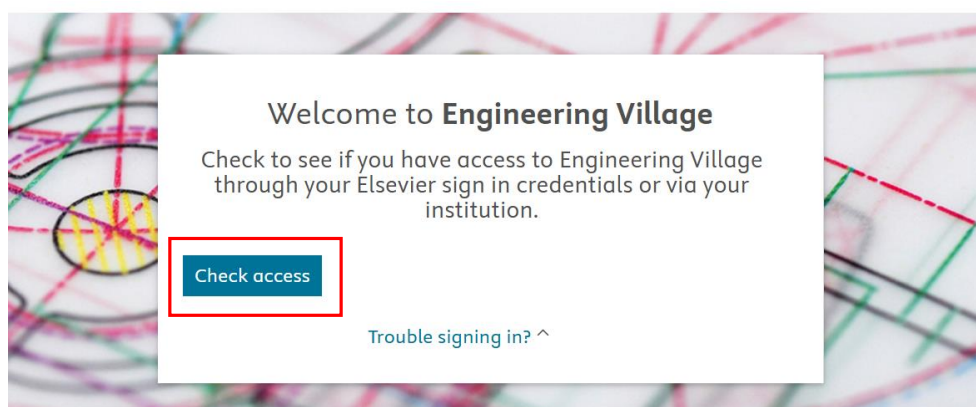 Welcome to Engineering Village
Check to see if you have access to Engineering Village
through your Elsevier sign in credentials or via your
institution.
Check access
Trouble signing in? ^